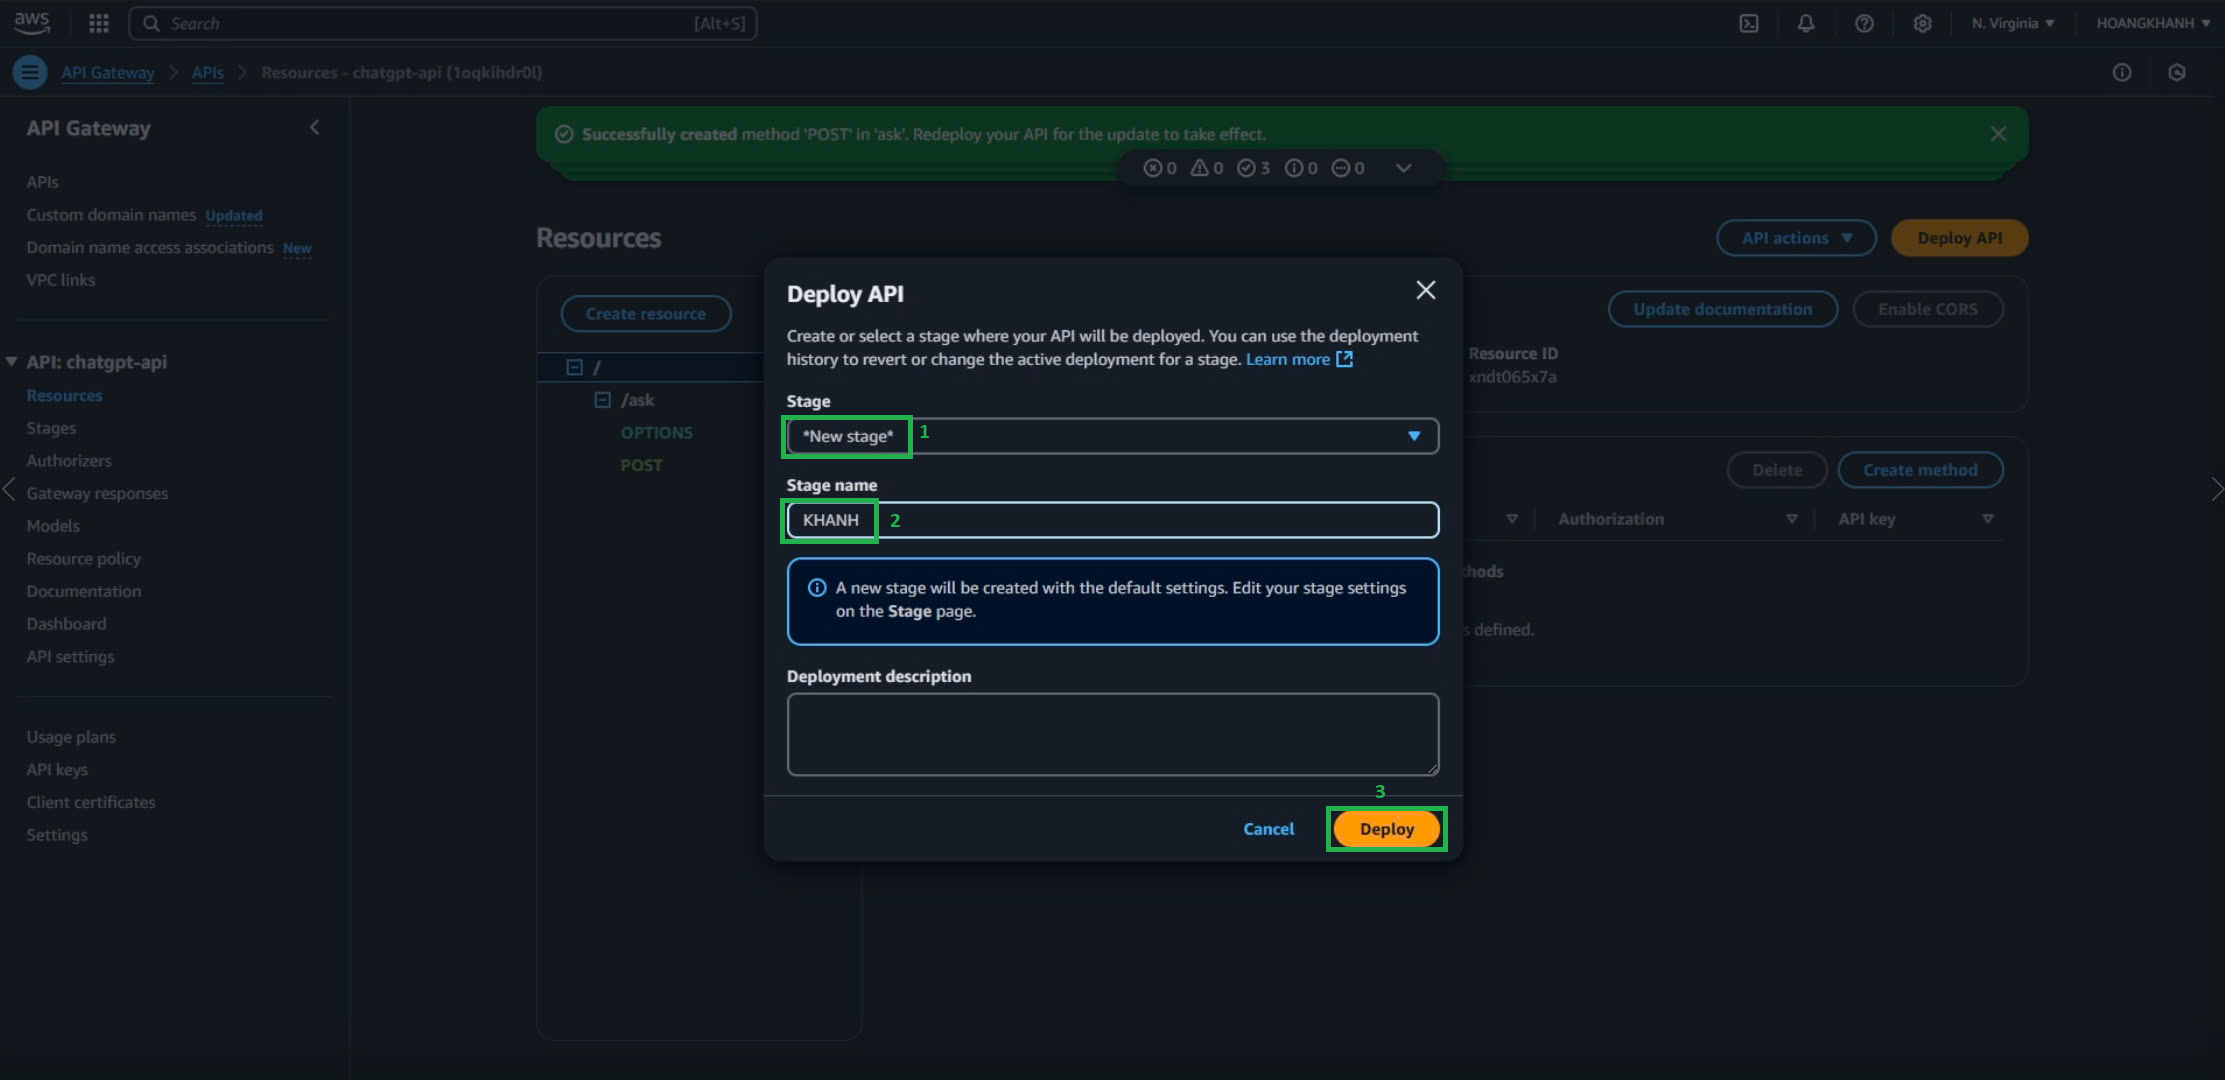 aws
Search [Alt+S]
N. Virginia
HOANGKHANH
API Gateway
APIs
Resources - chatgpt-api (1oqkihdr0l)
API Gateway
APIs
Custom domain names Updated
Domain name access associations New
VPC links
API: chatgpt-api
Resources
Stages
Authorizers
Gateway responses
Models
Resource policy
Documentation
Dashboard
API settings
Usage plans
API keys
Client certificates
Settings
Successfully created method 'POST' in 'ask'. Redeploy your API for the update to take effect.
0 0 3 0 0
Resources
API actions
Deploy API
Create resource
/
/ask
OPTIONS
POST
Update documentation
Enable CORS
Resource ID
xndt065x7a
Delete
Create method
Authorization
API key
hods
s defined.
Deploy API
Create or select a stage where your API will be deployed. You can use the deployment
history to revert or change the active deployment for a stage. Learn more
Stage
*New stage* 1
Stage name
KHANH 2
A new stage will be created with the default settings. Edit your stage settings
on the Stage page.
Deployment description
3
Cancel
Deploy